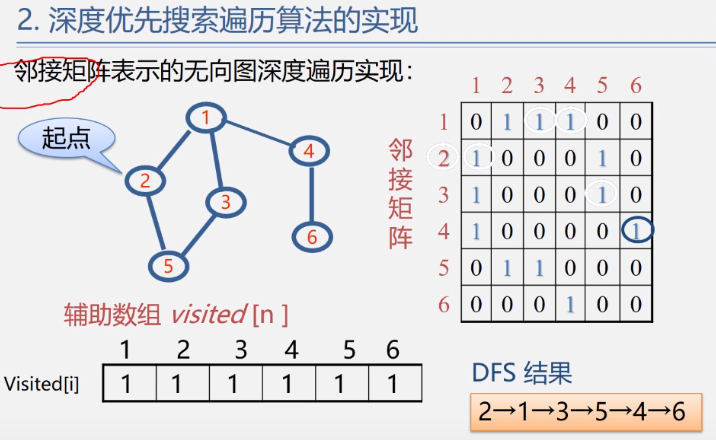 2. 深度优先搜索遍历算法的实现
邻接矩阵表示的无向图深度遍历实现：
起点
1
2
3
4
5
6
邻接矩阵
1 2 3 4 5 6
1 0 1 1 1 0 0
2 1 0 0 0 1 0
3 1 0 0 0 1 0
4 1 0 0 0 0 1
5 0 1 1 0 0 0
6 0 0 0 1 0 0
辅助数组 visited [n ]
1 2 3 4 5 6
Visited[i] 1 1 1 1 1 1
DFS 结果
2→1→3→5→4→6